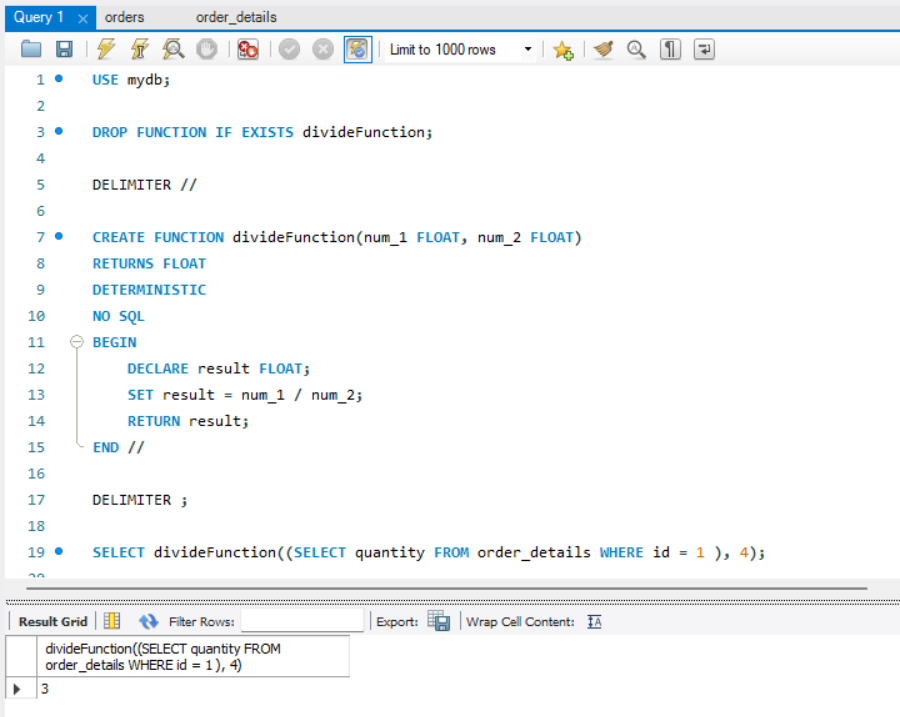 Query 1 × orders order_details
Limit to 1000 rows
1 USE mydb;
2
3 DROP FUNCTION IF EXISTS divideFunction;
4
5 DELIMITER //
6
7 CREATE FUNCTION divideFunction(num_1 FLOAT, num_2 FLOAT)
8 RETURNS FLOAT
9 DETERMINISTIC
10 NO SQL
11 BEGIN
12 DECLARE result FLOAT;
13 SET result = num_1 / num_2;
14 RETURN result;
15 END //
16
17 DELIMITER ;
18
19 SELECT divideFunction((SELECT quantity FROM order_details WHERE id = 1 ), 4);
20
Result Grid Filter Rows: Export: Wrap Cell Content: IA
divideFunction((SELECT quantity FROM
order_details WHERE id = 1 ), 4)
3